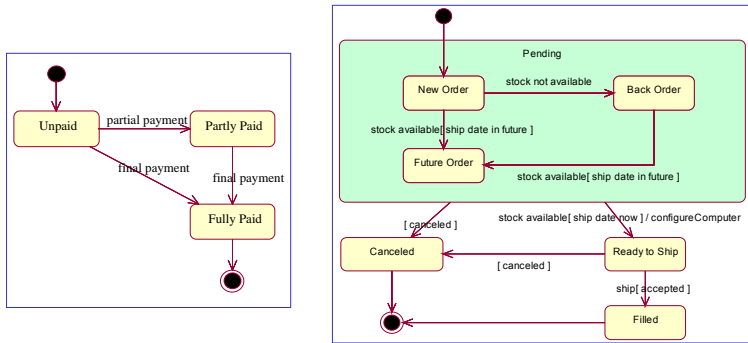 Unpaid
partial payment
Partly Paid
final payment
final payment
Fully Paid
Pending
New Order
stock not available
Back Order
stock available[ ship date in future ]
Future Order
stock available[ ship date in future ]
[ canceled ]
stock available[ ship date now ] / configureComputer
Canceled
[ canceled ]
Ready to Ship
ship[ accepted ]
Filled